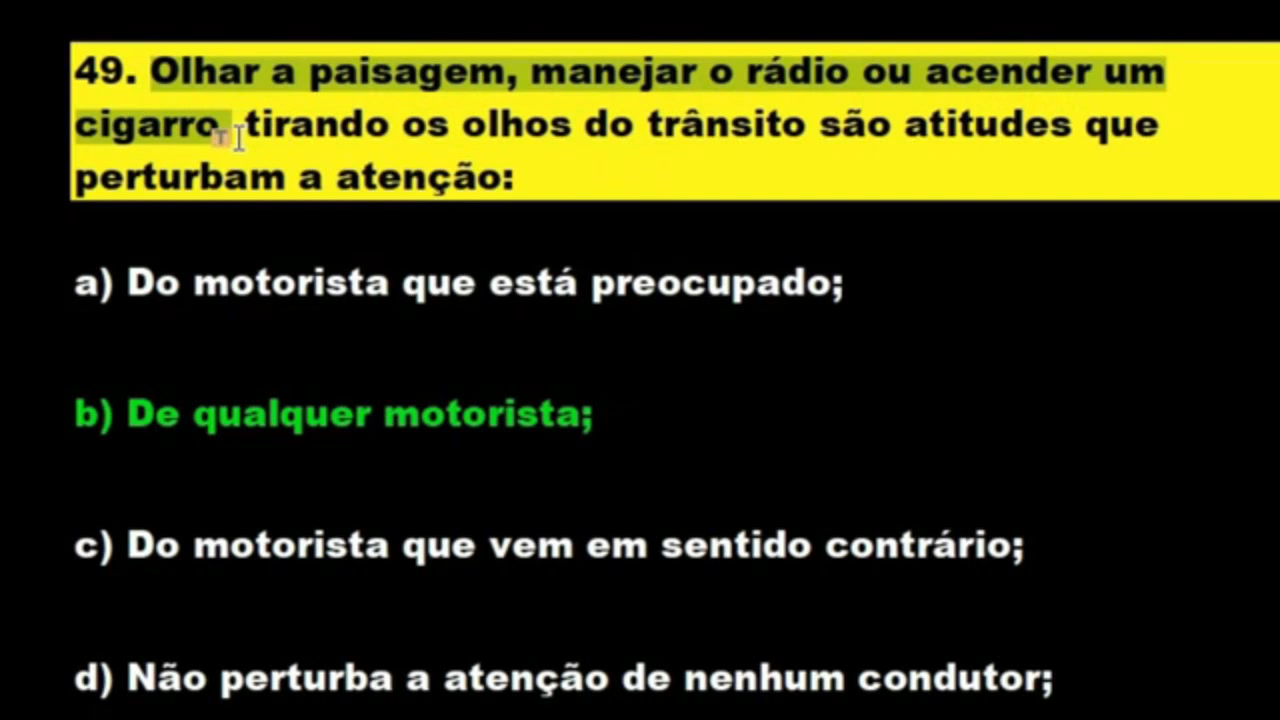 49. Olhar a paisagem, manejar o rádio ou acender um
cigarro, tirando os olhos do trânsito são atitudes que
perturbam a atenção:
a) Do motorista que está preocupado;
b) De qualquer motorista;
c) Do motorista que vem em sentido contrário;
d) Não perturba a atenção de nenhum condutor;